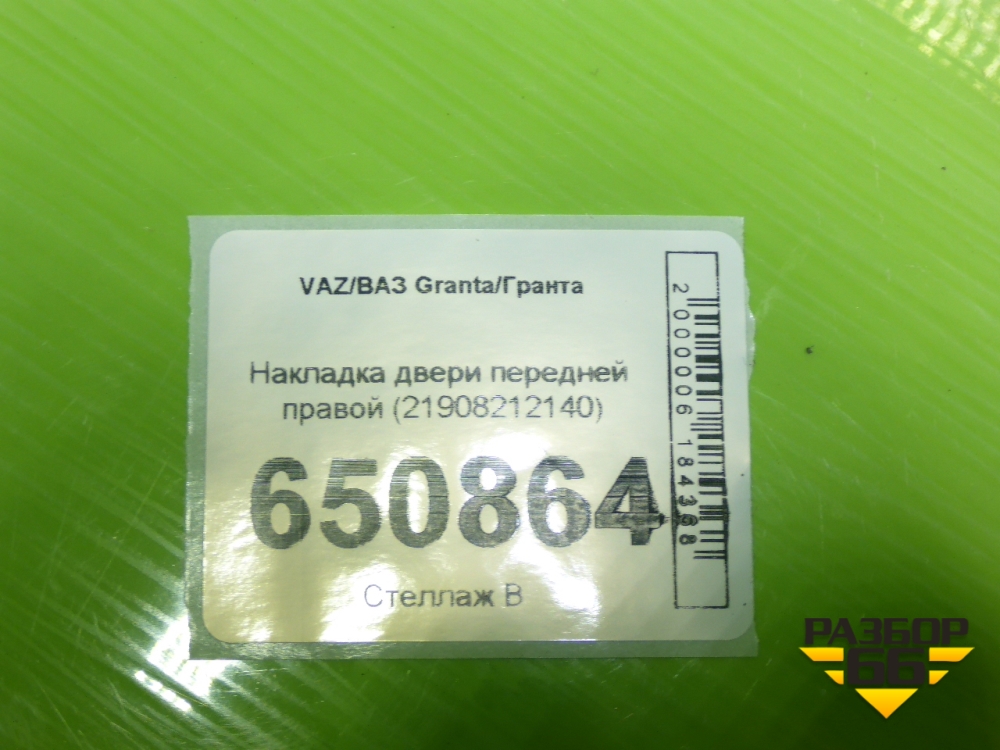 VAZ/ВАЗ Granta/Гранта
Накладка двери передней
правой (21908212140)
650864
Стеллаж В
2000006184388
РАЗБОР
66